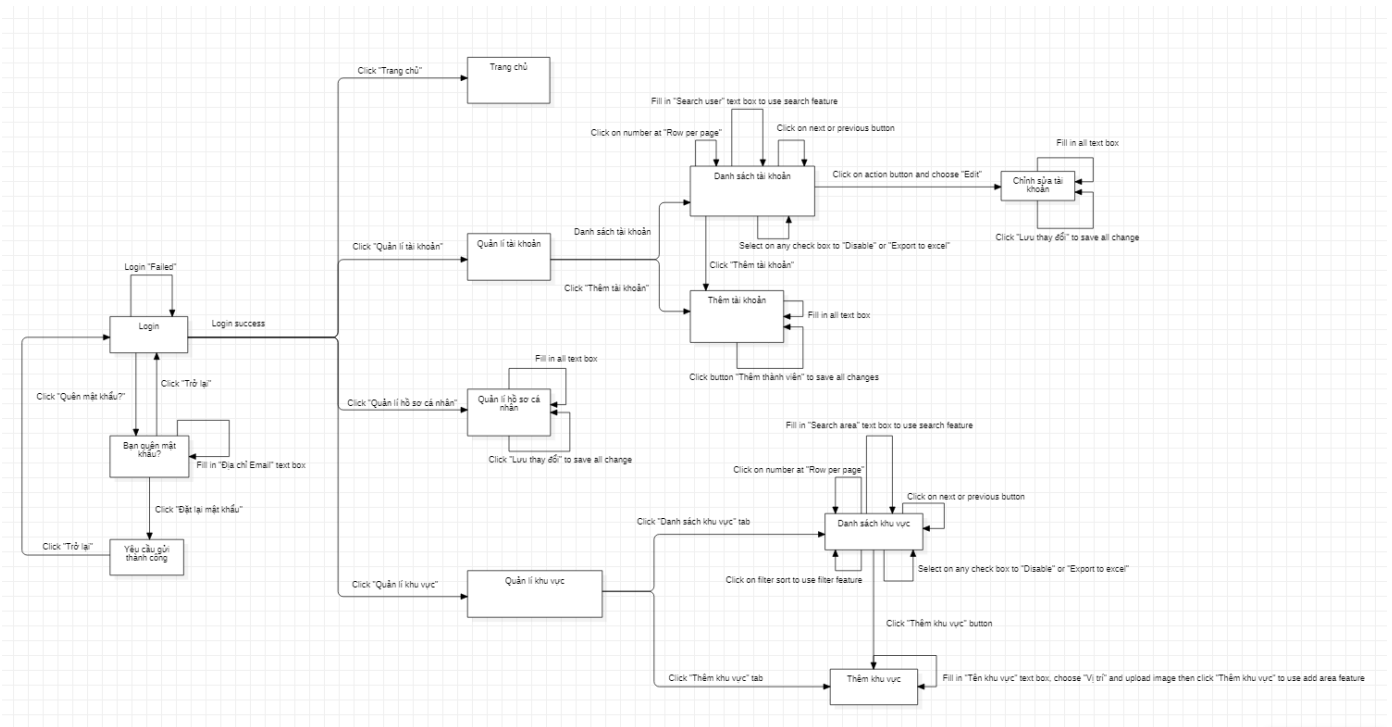 Click "Trang chủ"
Trang chủ
Fill in "Search user" text box to use search feature
Click on number at "Row per page"
Click on next or previous button
Fill in all text box
Danh sách tài khoản
Click on action button and choose "Edit"
Chỉnh sửa tài
khoản
Danh sách tài khoản
Click "Lưu thay đổi" to save all change
Click "Quản lí tài khoản"
Quản lí tài khoản
Select on any check box to "Disable" or "Export to excel"
Click "Thêm tài khoản"
Login "Failed"
Click "Thêm tài khoản"
Thêm tài khoản
Fill in all text box
Login
Login success
Click button "Thêm thành viên" to save all changes
Fill in all text box
Click "Trở lại"
Click "Quên mật khẩu?"
Click "Quản lí hồ sơ cá nhân"
Quản lí hồ sơ cá
nhân
Click "Lưu thay đổi" to save all change
Bạn quên mật
khẩu?
Fill in "Địa chỉ Email" text box
Fill in "Search area" text box to use search feature
Click on number at "Row per page"
Click on next or previous button
Click "Đặt lại mật khẩu"
Click "Danh sách khu vực" tab
Danh sách khu vực
Click "Trở lại"
Yêu cầu gửi
thành công
Click on filter sort to use filter feature
Select on any check box to "Disable" or "Export to excel"
Click "Quản lí khu vực"
Quản lí khu vực
Click "Thêm khu vực" button
Click "Thêm khu vực" tab
Thêm khu vực
Fill in "Tên khu vực" text box, choose "Vị trí" and upload image then click "Thêm khu vực" to use add area feature